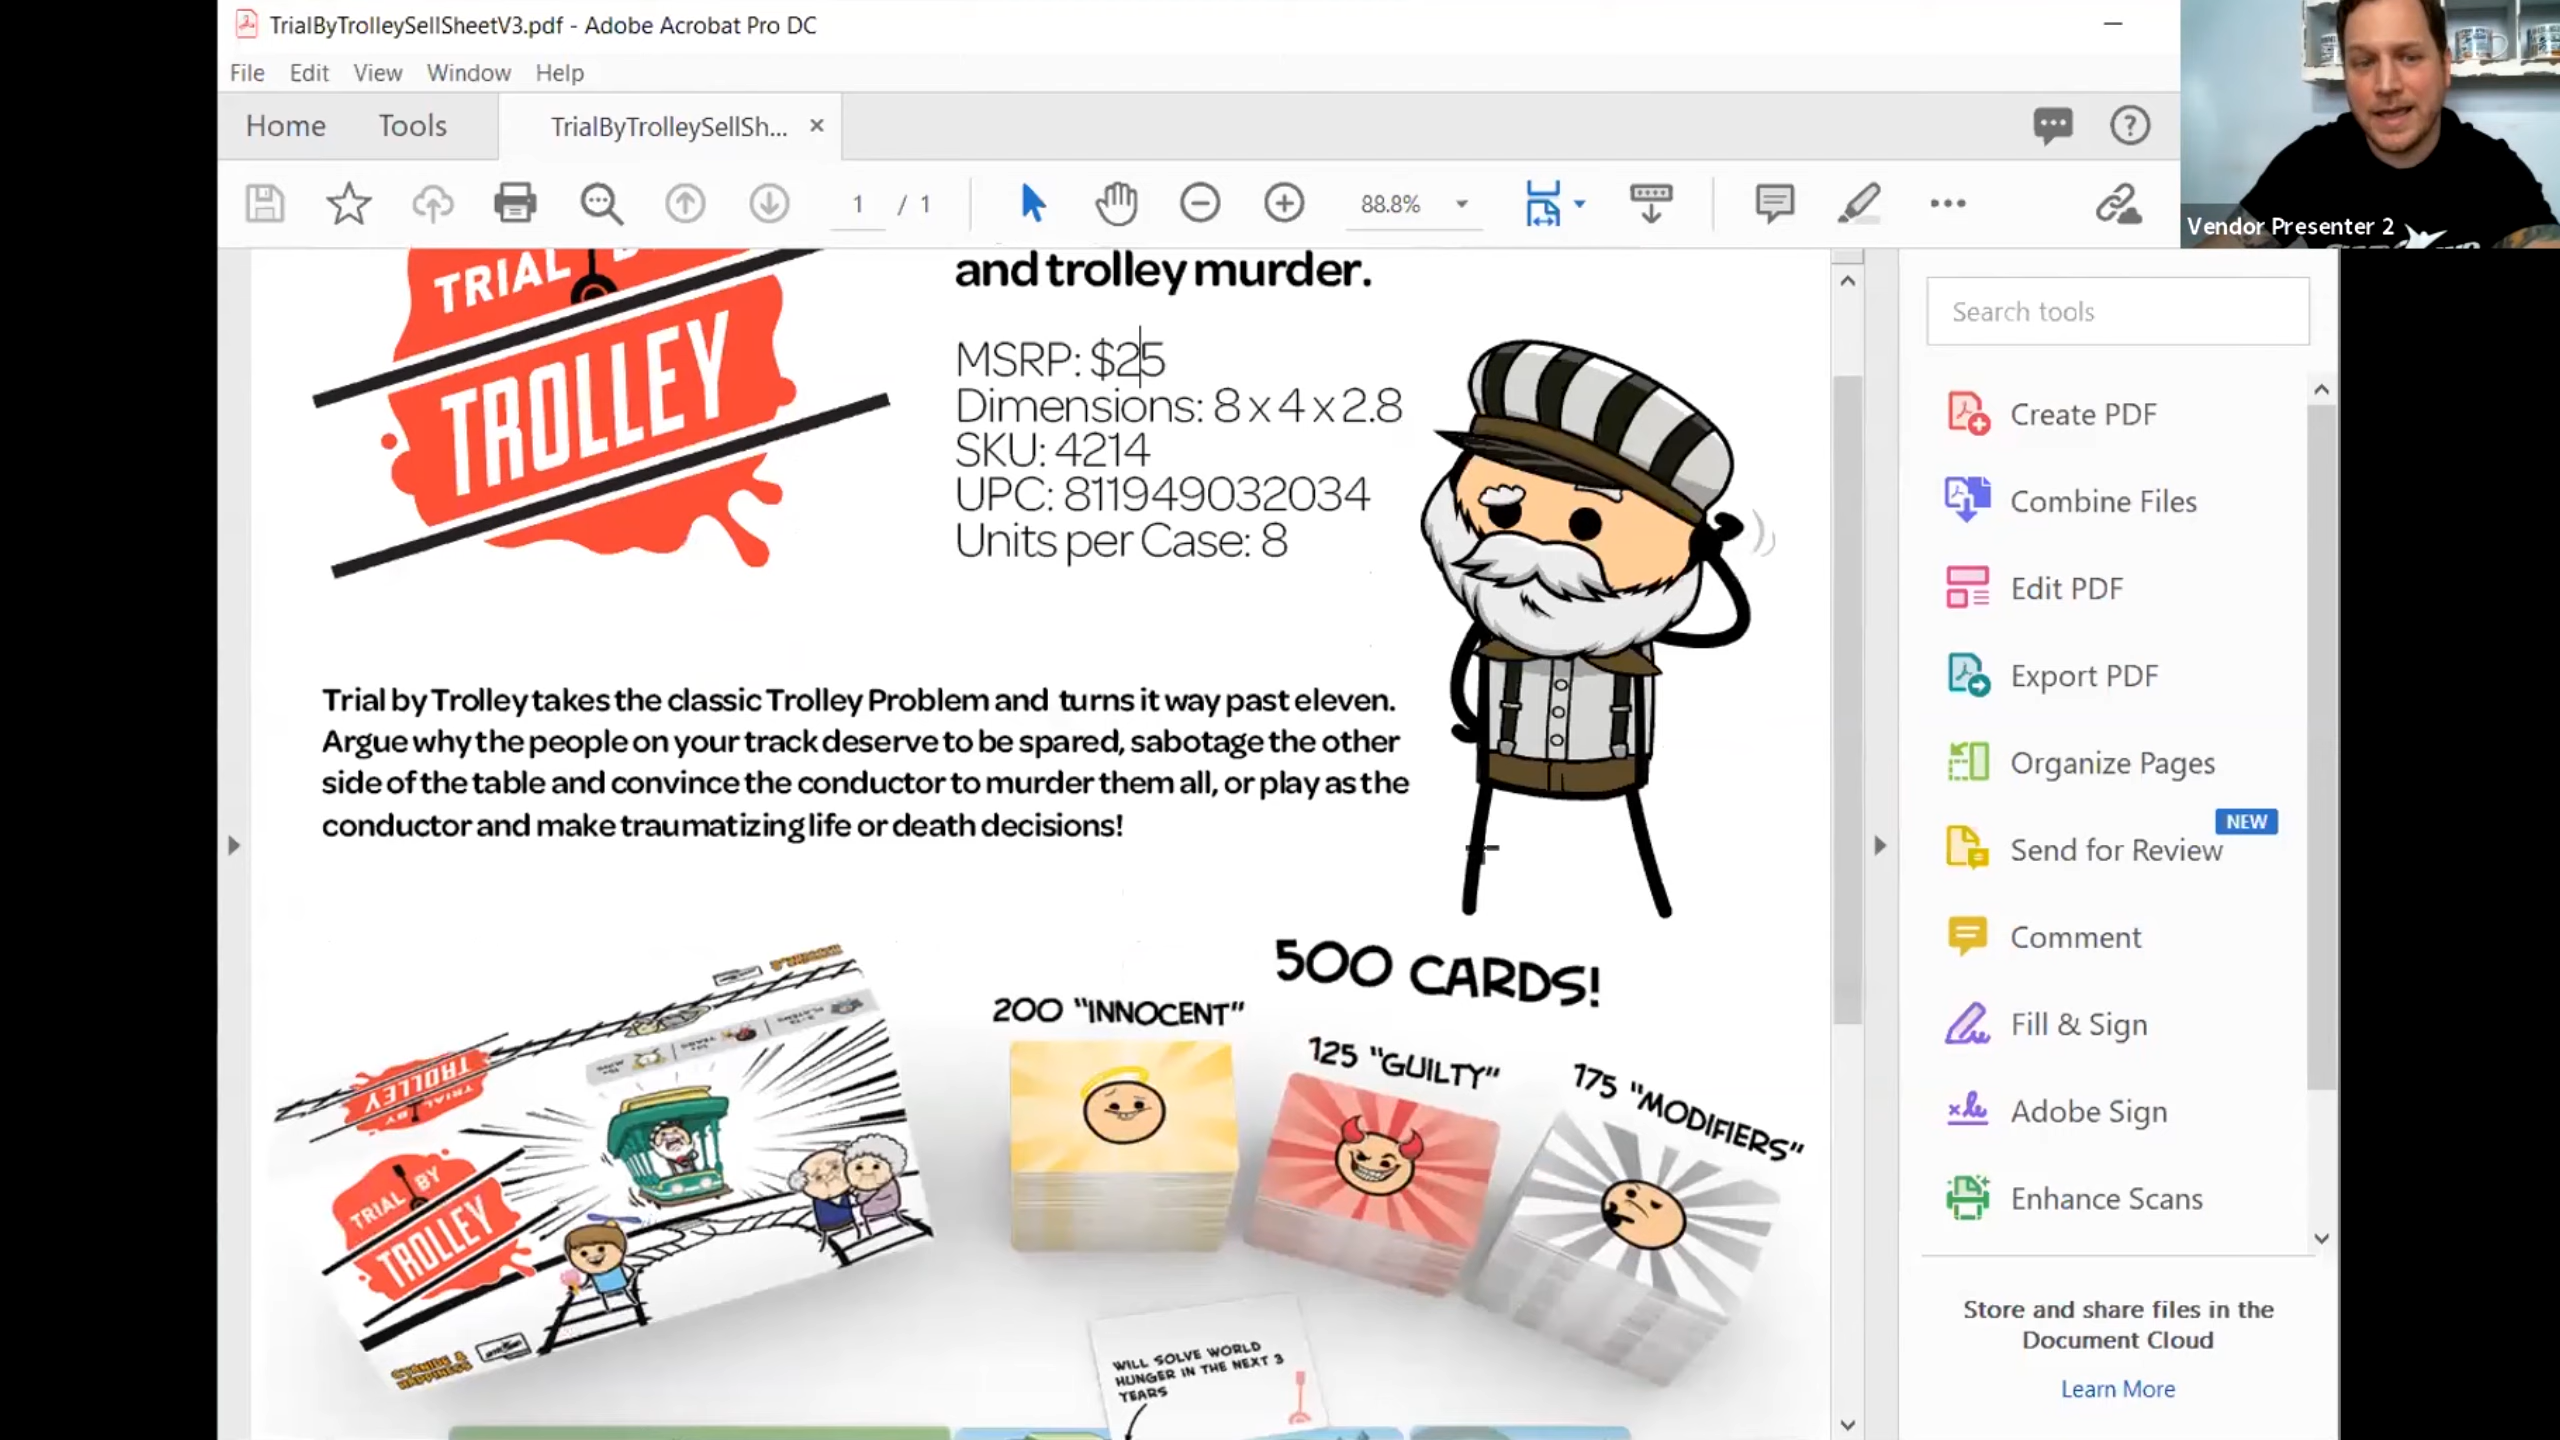 TrialByTrolleySellSheetV3.pdf - Adobe Acrobat Pro DC
File Edit View Window Help
Home Tools TrialByTrolleySellSh...
1 / 1 88.8%
Vendor Presenter 2
TRIAL
TROLLEY
and trolley murder.
MSRP: $25
Dimensions: 8 x 4 x 2.8
SKU: 4214
UPC: 811949032034
Units per Case: 8
Trial by Trolley takes the classic Trolley Problem and turns it way past eleven.
Argue why the people on your track deserve to be spared, sabotage the other
side of the table and convince the conductor to murder them all, or play as the
conductor and make traumatizing life or death decisions!
500 CARDS!
200 "INNOCENT"
125 "GUILTY"
175 "MODIFIERS"
TRIAL BY
TROLLEY
TRIAL BY
TROLLEY
CYANIDE &
HAPPINESS
WILL SOLVE WORLD
HUNGER IN THE NEXT 3
YEARS
Search tools
Create PDF
Combine Files
Edit PDF
Export PDF
Organize Pages
NEW
Send for Review
Comment
Fill & Sign
Adobe Sign
Enhance Scans
Store and share files in the
Document Cloud
Learn More